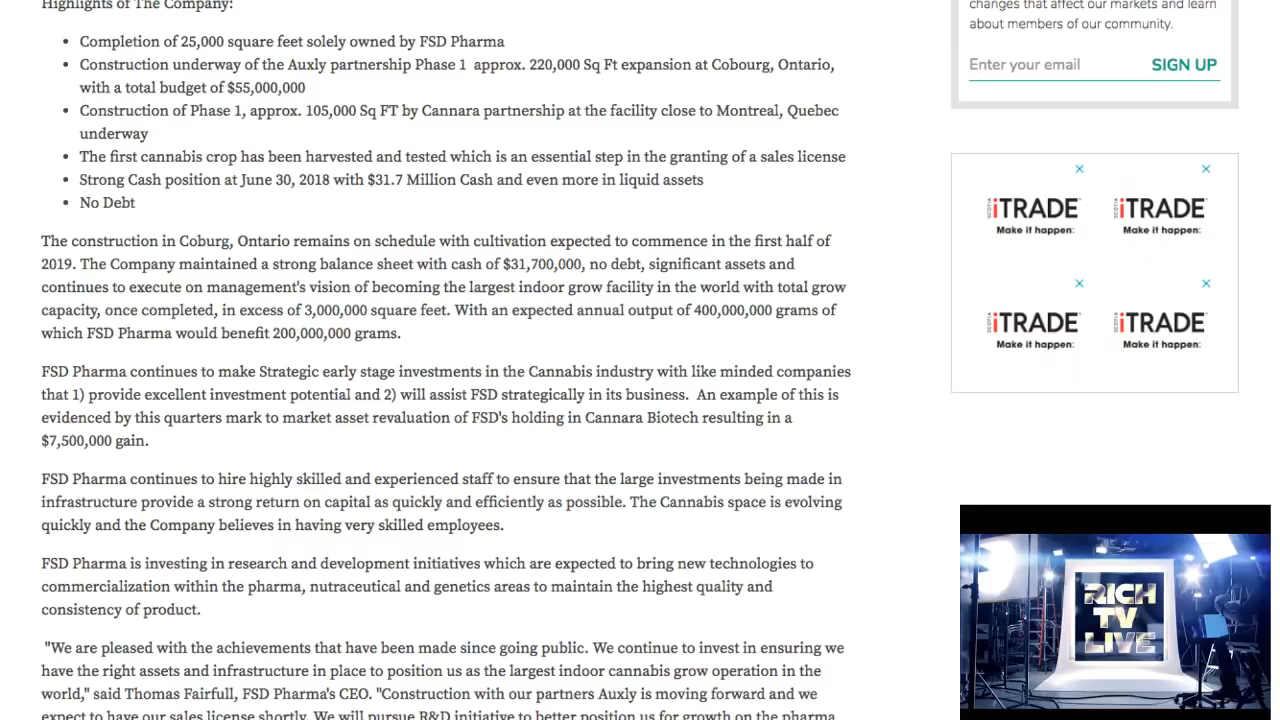 Highlights of The Company:
Completion of 25,000 square feet solely owned by FSD Pharma
Construction underway of the Auxly partnership Phase 1 approx. 220,000 Sq Ft expansion at Cobourg, Ontario,
with a total budget of $55,000,000
Construction of Phase 1, approx. 105,000 Sq FT by Cannara partnership at the facility close to Montreal, Quebec
underway
The first cannabis crop has been harvested and tested which is an essential step in the granting of a sales license
Strong Cash position at June 30, 2018 with $31.7 Million Cash and even more in liquid assets
No Debt
The construction in Coburg, Ontario remains on schedule with cultivation expected to commence in the first half of
2019. The Company maintained a strong balance sheet with cash of $31,700,000, no debt, significant assets and
continues to execute on management's vision of becoming the largest indoor grow facility in the world with total grow
capacity, once completed, in excess of 3,000,000 square feet. With an expected annual output of 400,000,000 grams of
which FSD Pharma would benefit 200,000,000 grams.
FSD Pharma continues to make Strategic early stage investments in the Cannabis industry with like minded companies
that 1) provide excellent investment potential and 2) will assist FSD strategically in its business. An example of this is
evidenced by this quarters mark to market asset revaluation of FSD's holding in Cannara Biotech resulting in a
$7,500,000 gain.
FSD Pharma continues to hire highly skilled and experienced staff to ensure that the large investments being made in
infrastructure provide a strong return on capital as quickly and efficiently as possible. The Cannabis space is evolving
quickly and the Company believes in having very skilled employees.
FSD Pharma is investing in research and development initiatives which are expected to bring new technologies to
commercialization within the pharma, nutraceutical and genetics areas to maintain the highest quality and
consistency of product.
"We are pleased with the achievements that have been made since going public. We continue to invest in ensuring we
have the right assets and infrastructure in place to position us as the largest indoor cannabis grow operation in the
world," said Thomas Fairfull, FSD Pharma's CEO. "Construction with our partners Auxly is moving forward and we
expect to have our sales license shortly. We will pursue R&D initiative to better position us for growth on the pharma
changes that affect our markets and learn
about members of our community.
Enter your email SIGN UP
SCOTIA iTRADE SCOTIA iTRADE
Make it happen: Make it happen:
SCOTIA iTRADE SCOTIA iTRADE
Make it happen: Make it happen:
RICH
TV
LIVE